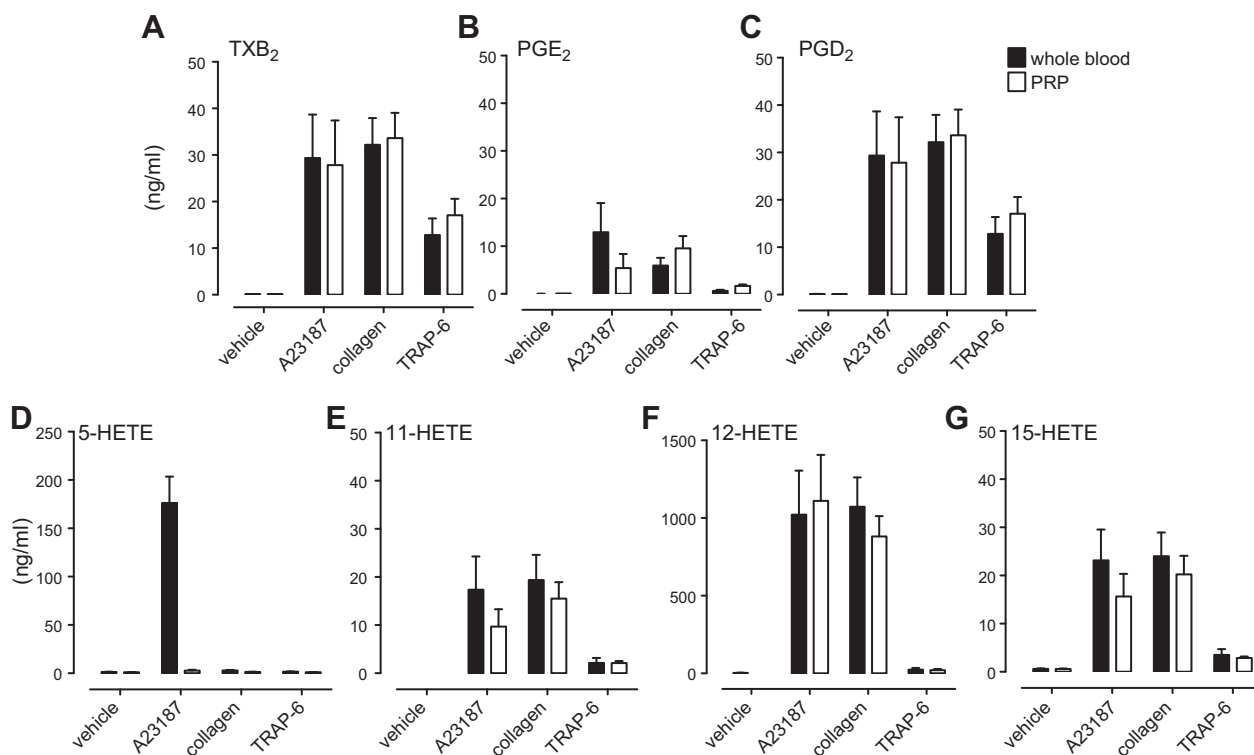 A
TXB2
B
PGE2
C
PGD2
whole blood
PRP
(ng/ml)
50
40
30
20
10
0
vehicle
A23187
collagen
TRAP-6
50
40
30
20
10
0
vehicle
A23187
collagen
TRAP-6
50
40
30
20
10
0
vehicle
A23187
collagen
TRAP-6
D
5-HETE
E
11-HETE
F
12-HETE
G
15-HETE
(ng/ml)
250
200
150
100
50
0
vehicle
A23187
collagen
TRAP-6
50
40
30
20
10
0
vehicle
A23187
collagen
TRAP-6
1500
1000
500
0
vehicle
A23187
collagen
TRAP-6
50
40
30
20
10
0
vehicle
A23187
collagen
TRAP-6